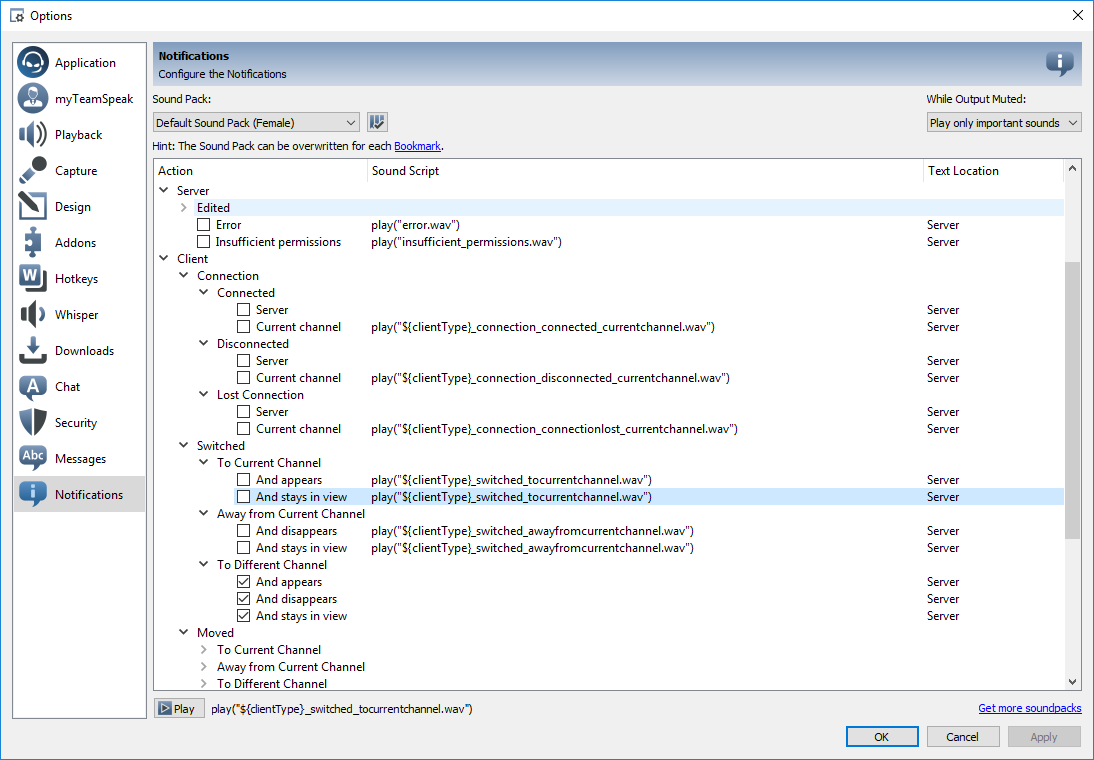 Options
Application
myTeamSpeak
Playback
Capture
Design
Addons
Hotkeys
Whisper
Downloads
Chat
Security
Messages
Notifications
Notifications
Configure the Notifications
Sound Pack: While Output Muted:
Default Sound Pack (Female) Play only important sounds
Hint: The Sound Pack can be overwritten for each Bookmark.
Action Sound Script Text Location
Server
Edited
Error play("error.wav") Server
Insufficient permissions play("insufficient_permissions.wav") Server
Client
Connection
Connected
Server Server
Current channel play("${clientType}_connection_connected_currentchannel.wav") Server
Disconnected
Server Server
Current channel play("${clientType}_connection_disconnected_currentchannel.wav") Server
Lost Connection
Server Server
Current channel play("${clientType}_connection_connectionlost_currentchannel.wav") Server
Switched
To Current Channel
And appears play("${clientType}_switched_tocurrentchannel.wav") Server
And stays in view play("${clientType}_switched_tocurrentchannel.wav") Server
Away from Current Channel
And disappears play("${clientType}_switched_awayfromcurrentchannel.wav") Server
And stays in view play("${clientType}_switched_awayfromcurrentchannel.wav") Server
To Different Channel
And appears Server
And disappears Server
And stays in view Server
Moved
To Current Channel
Away from Current Channel
To Different Channel
Play play("${clientType}_switched_tocurrentchannel.wav") Get more soundpacks
OK Cancel Apply